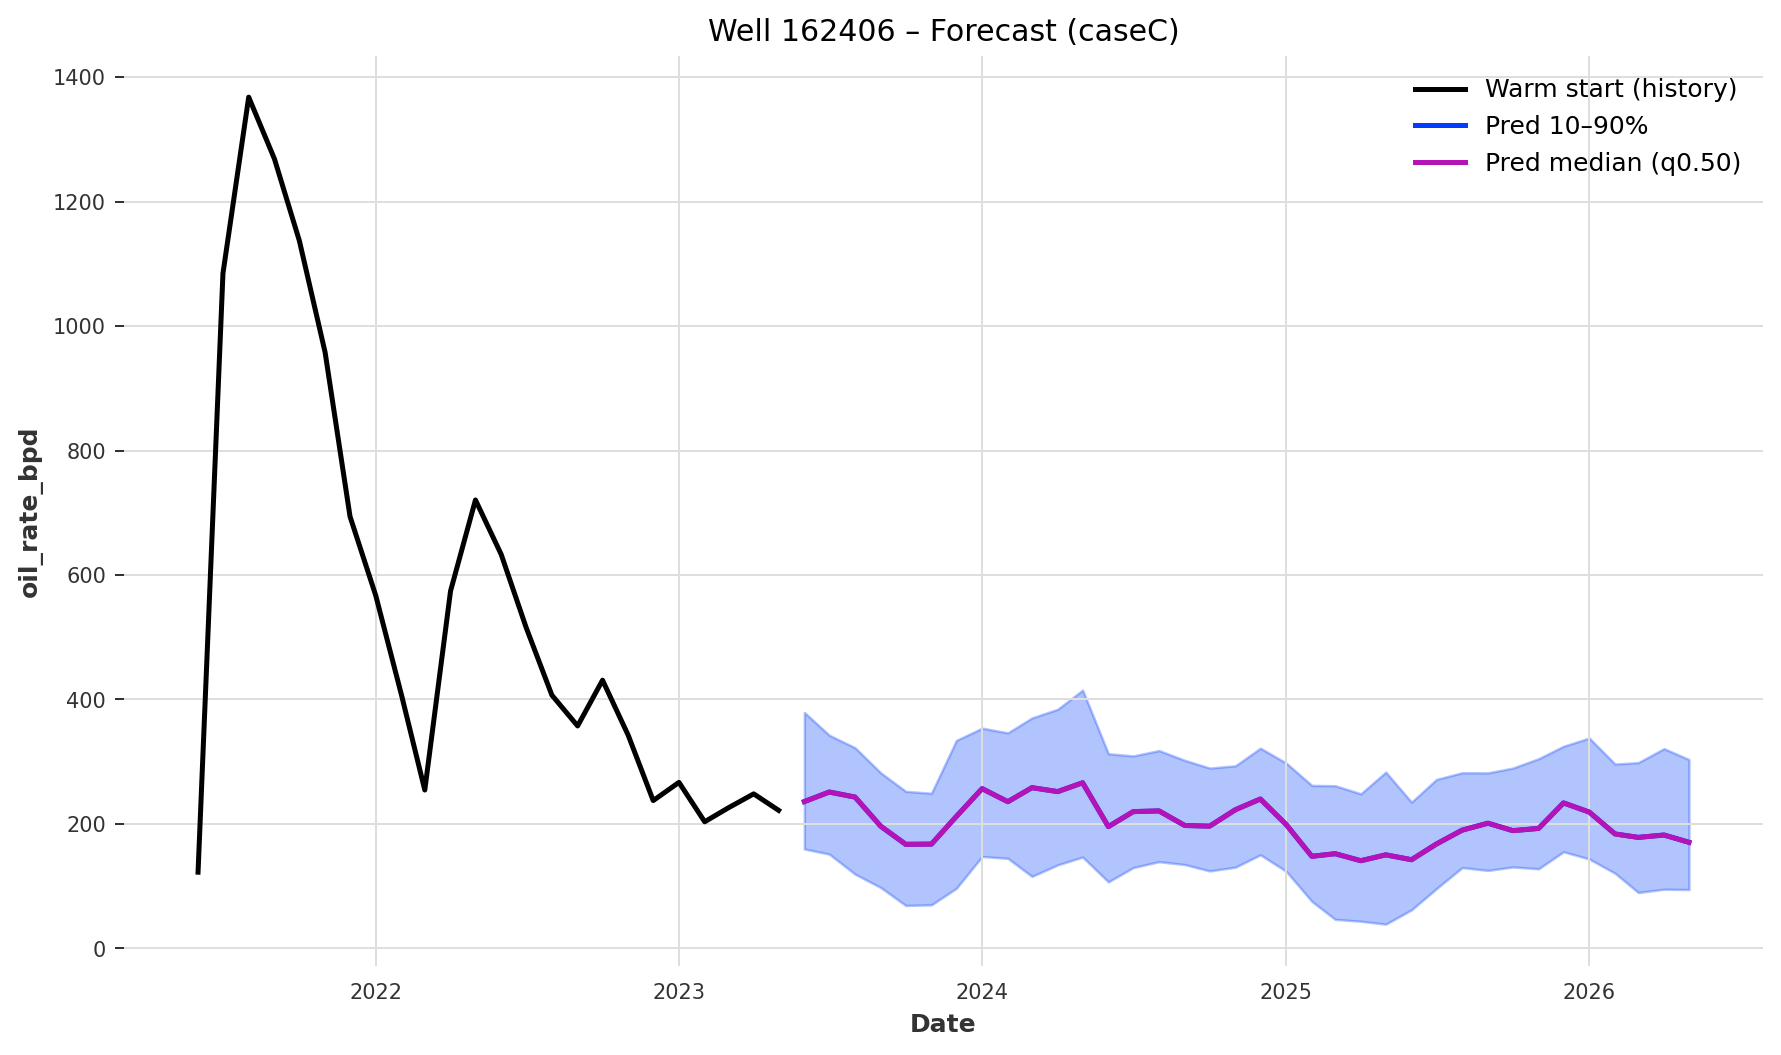 Well 162406 – Forecast (caseC)
Warm start (history)
Pred 10–90%
Pred median (q0.50)
1400
1200
1000
800
600
400
200
0
oil_rate_bpd
2022
2023
2024
2025
2026
Date